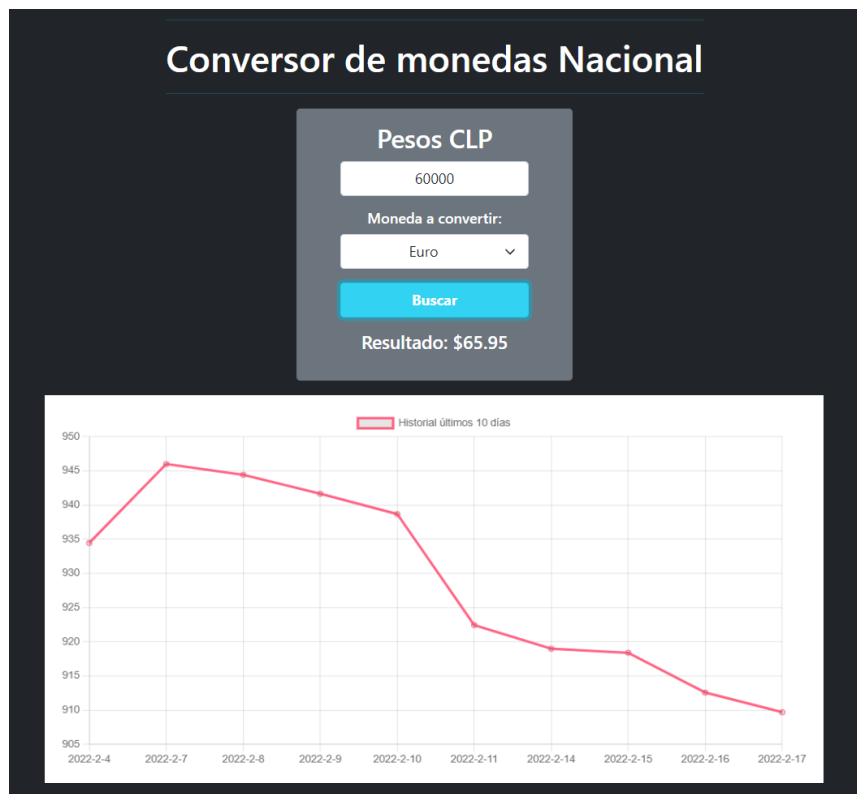 Conversor de monedas Nacional
Pesos CLP
60000
Moneda a convertir:
Euro
Buscar
Resultado: $65.95
Historial últimos 10 días
950
945
940
935
930
925
920
915
910
905
2022-2-4 2022-2-7 2022-2-8 2022-2-9 2022-2-10 2022-2-11 2022-2-14 2022-2-15 2022-2-16 2022-2-17